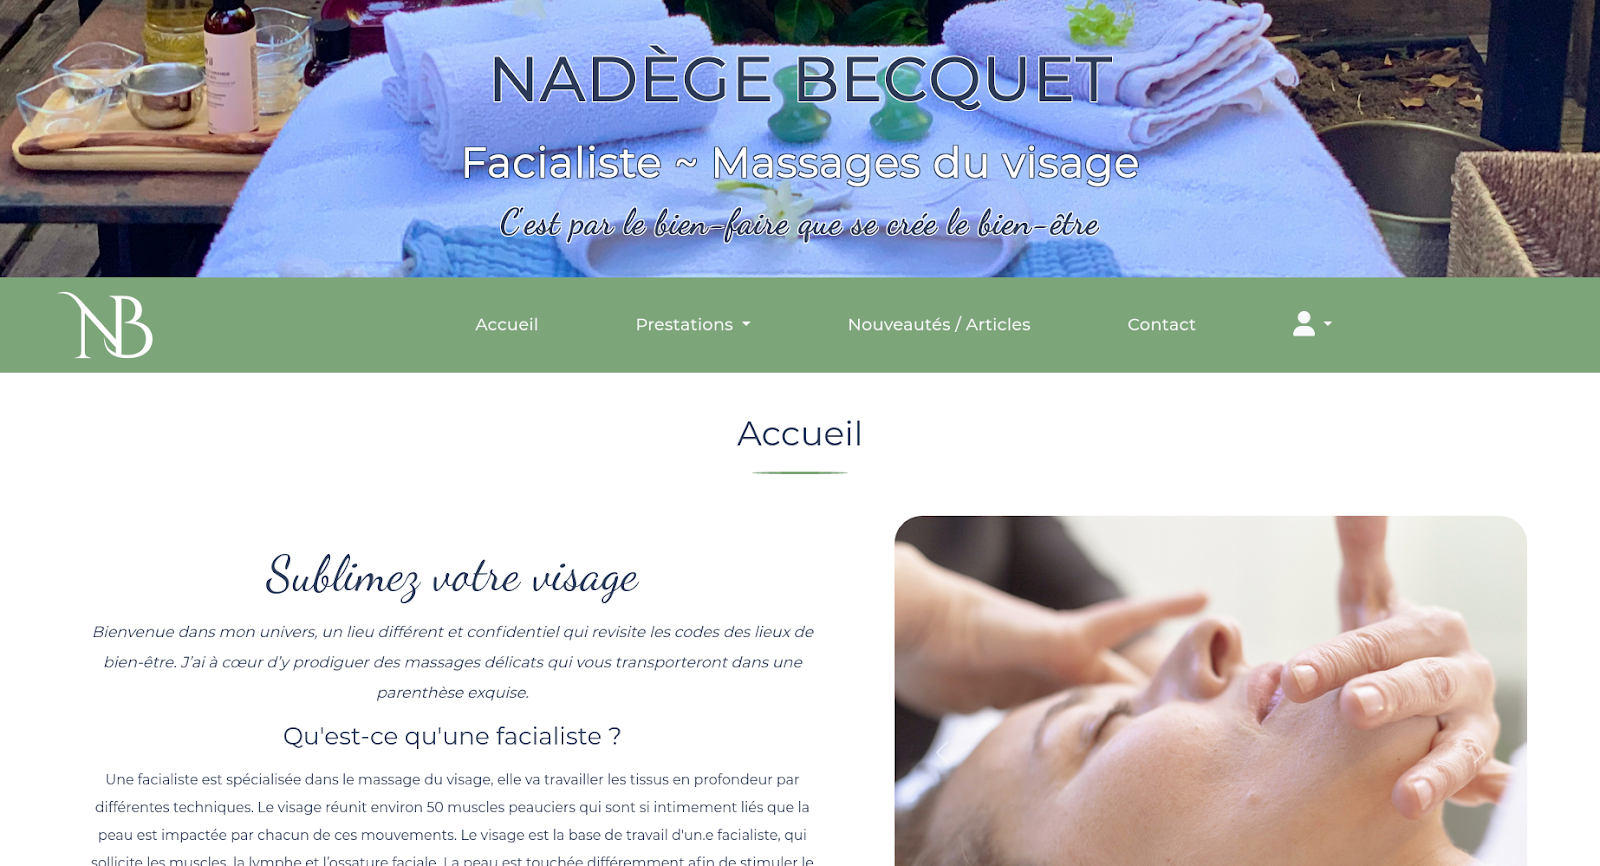 NADÈGE BECQUET
Facialiste ~ Massages du visage
C'est par le bien-faire que se crée le bien-être
NB
Accueil
Prestations
Nouveautés / Articles
Contact
Accueil
Sublimez votre visage
Bienvenue dans mon univers, un lieu différent et confidentiel qui revisite les codes des lieux de
bien-être. J’ai à cœur d’y prodiguer des massages délicats qui vous transporteront dans une
parenthèse exquise.
Qu'est-ce qu'une facialiste ?
Une facialiste est spécialisée dans le massage du visage, elle va travailler les tissus en profondeur par
différentes techniques. Le visage réunit environ 50 muscles peauciers qui sont si intimement liés que la
peau est impactée par chacun de ces mouvements. Le visage est la base de travail d'un.e facialiste, qui
sollicite les muscles, la lymphe et l’ossature faciale. La peau est touchée différemment afin de stimuler le